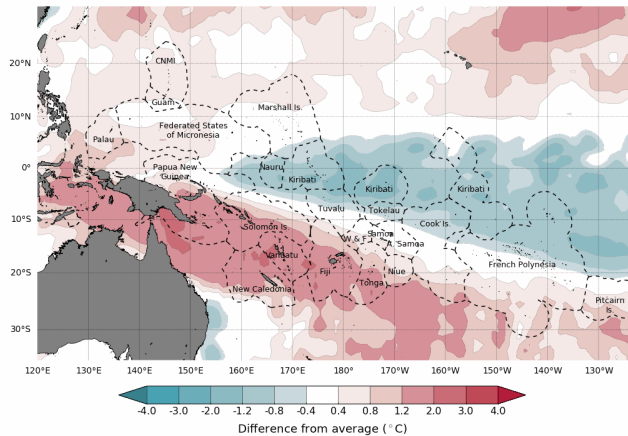 20°N
CNMI
Guam
10°N
Marshall Is.
Federated States
of Micronesia
Palau
0°
Papua New
Guinea
Nauru
Kiribati
Kiribati
Kiribati
Tuvalu
Tokelau
10°S
Solomon Is.
Cook Is.
W & F
Samoa
A. Samoa
Vanuatu
French Polynesia
20°S
Fiji
Niue
Tonga
New Caledonia
Pitcairn
Is.
30°S
120°E 130°E 140°E 150°E 160°E 170°E 180° 170°W 160°W 150°W 140°W 130°W
-4.0 -3.0 -2.0 -1.2 -0.8 -0.4 0.4 0.8 1.2 2.0 3.0 4.0
Difference from average (°C)